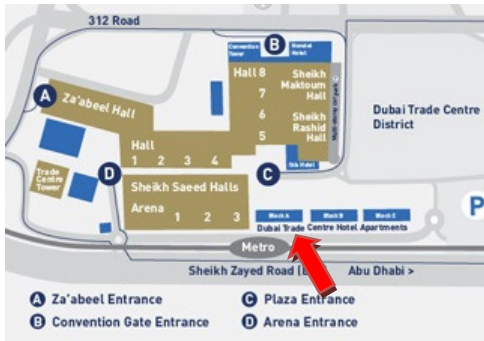 312 Road
Convention Tower
B
Novotel Hotel
A
Za'abeel Hall
Hall 8
7
6
5
Sheikh Maktoum Hall
Sheikh Rashid Hall
Dubai Trade Centre District
Hall
1 2 3 4
Trade Centre Tower
D
C
Ibis Hotel
Sheikh Saeed Halls
Arena 1 2 3
P
Block A
Block B
Block C
Dubai Trade Centre Hotel Apartments
Metro
Sheikh Zayed Road
Abu Dhabi >
A Za'abeel Entrance
C Plaza Entrance
B Convention Gate Entrance
D Arena Entrance